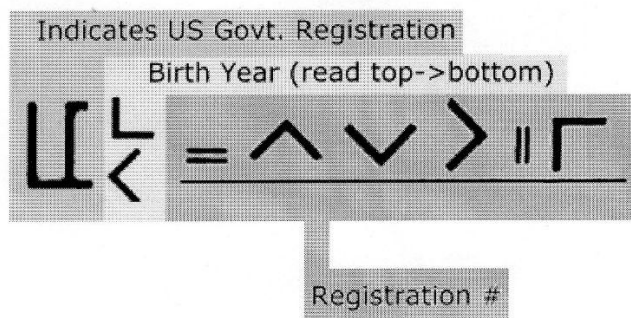 Indicates US Govt. Registration
Birth Year (read top->bottom)
Registration #